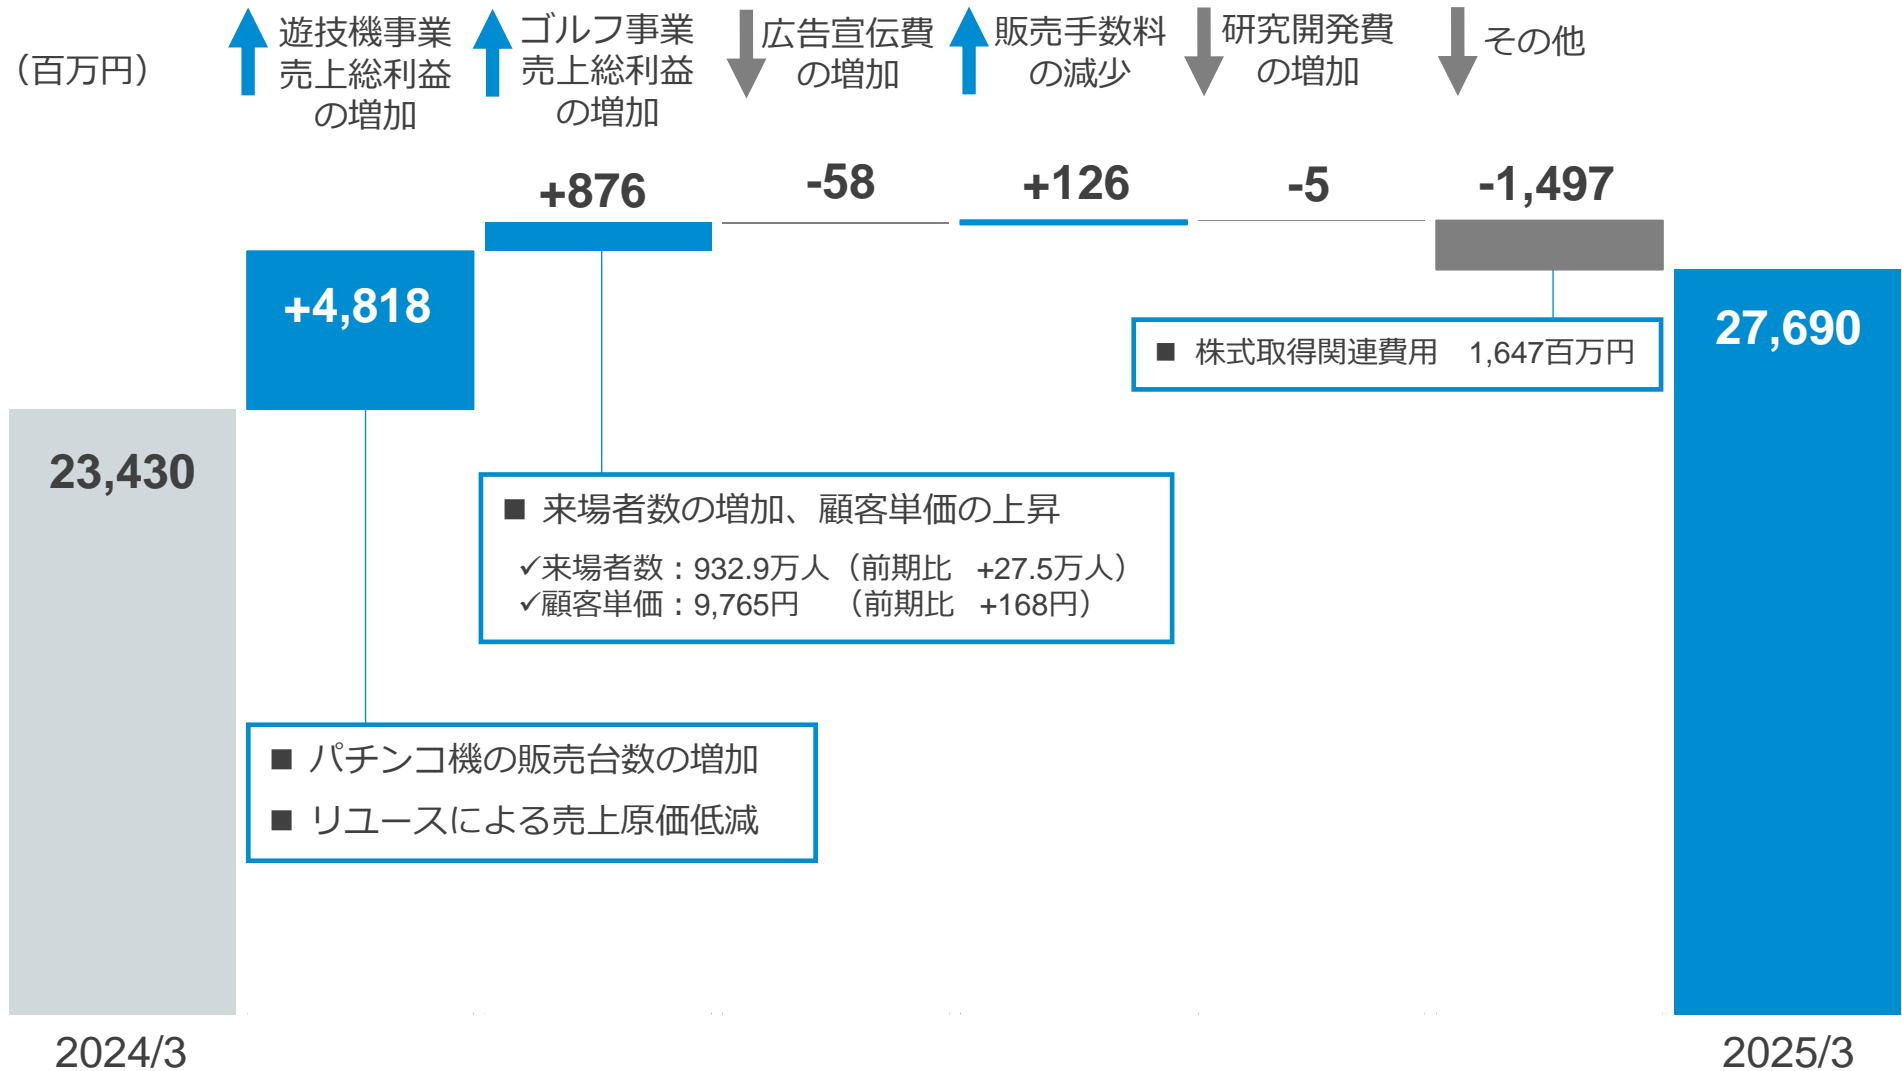 （百万円）
遊技機事業
売上総利益
の増加
ゴルフ事業
売上総利益
の増加
広告宣伝費
の増加
販売手数料
の減少
研究開発費
の増加
その他
+4,818
+876
-58
+126
-5
-1,497
23,430
27,690
■ 株式取得関連費用　1,647百万円
■ 来場者数の増加、顧客単価の上昇
✓来場者数：932.9万人（前期比　+27.5万人）
✓顧客単価：9,765円　（前期比　+168円）
■ パチンコ機の販売台数の増加
■ リユースによる売上原価低減
2024/3
2025/3